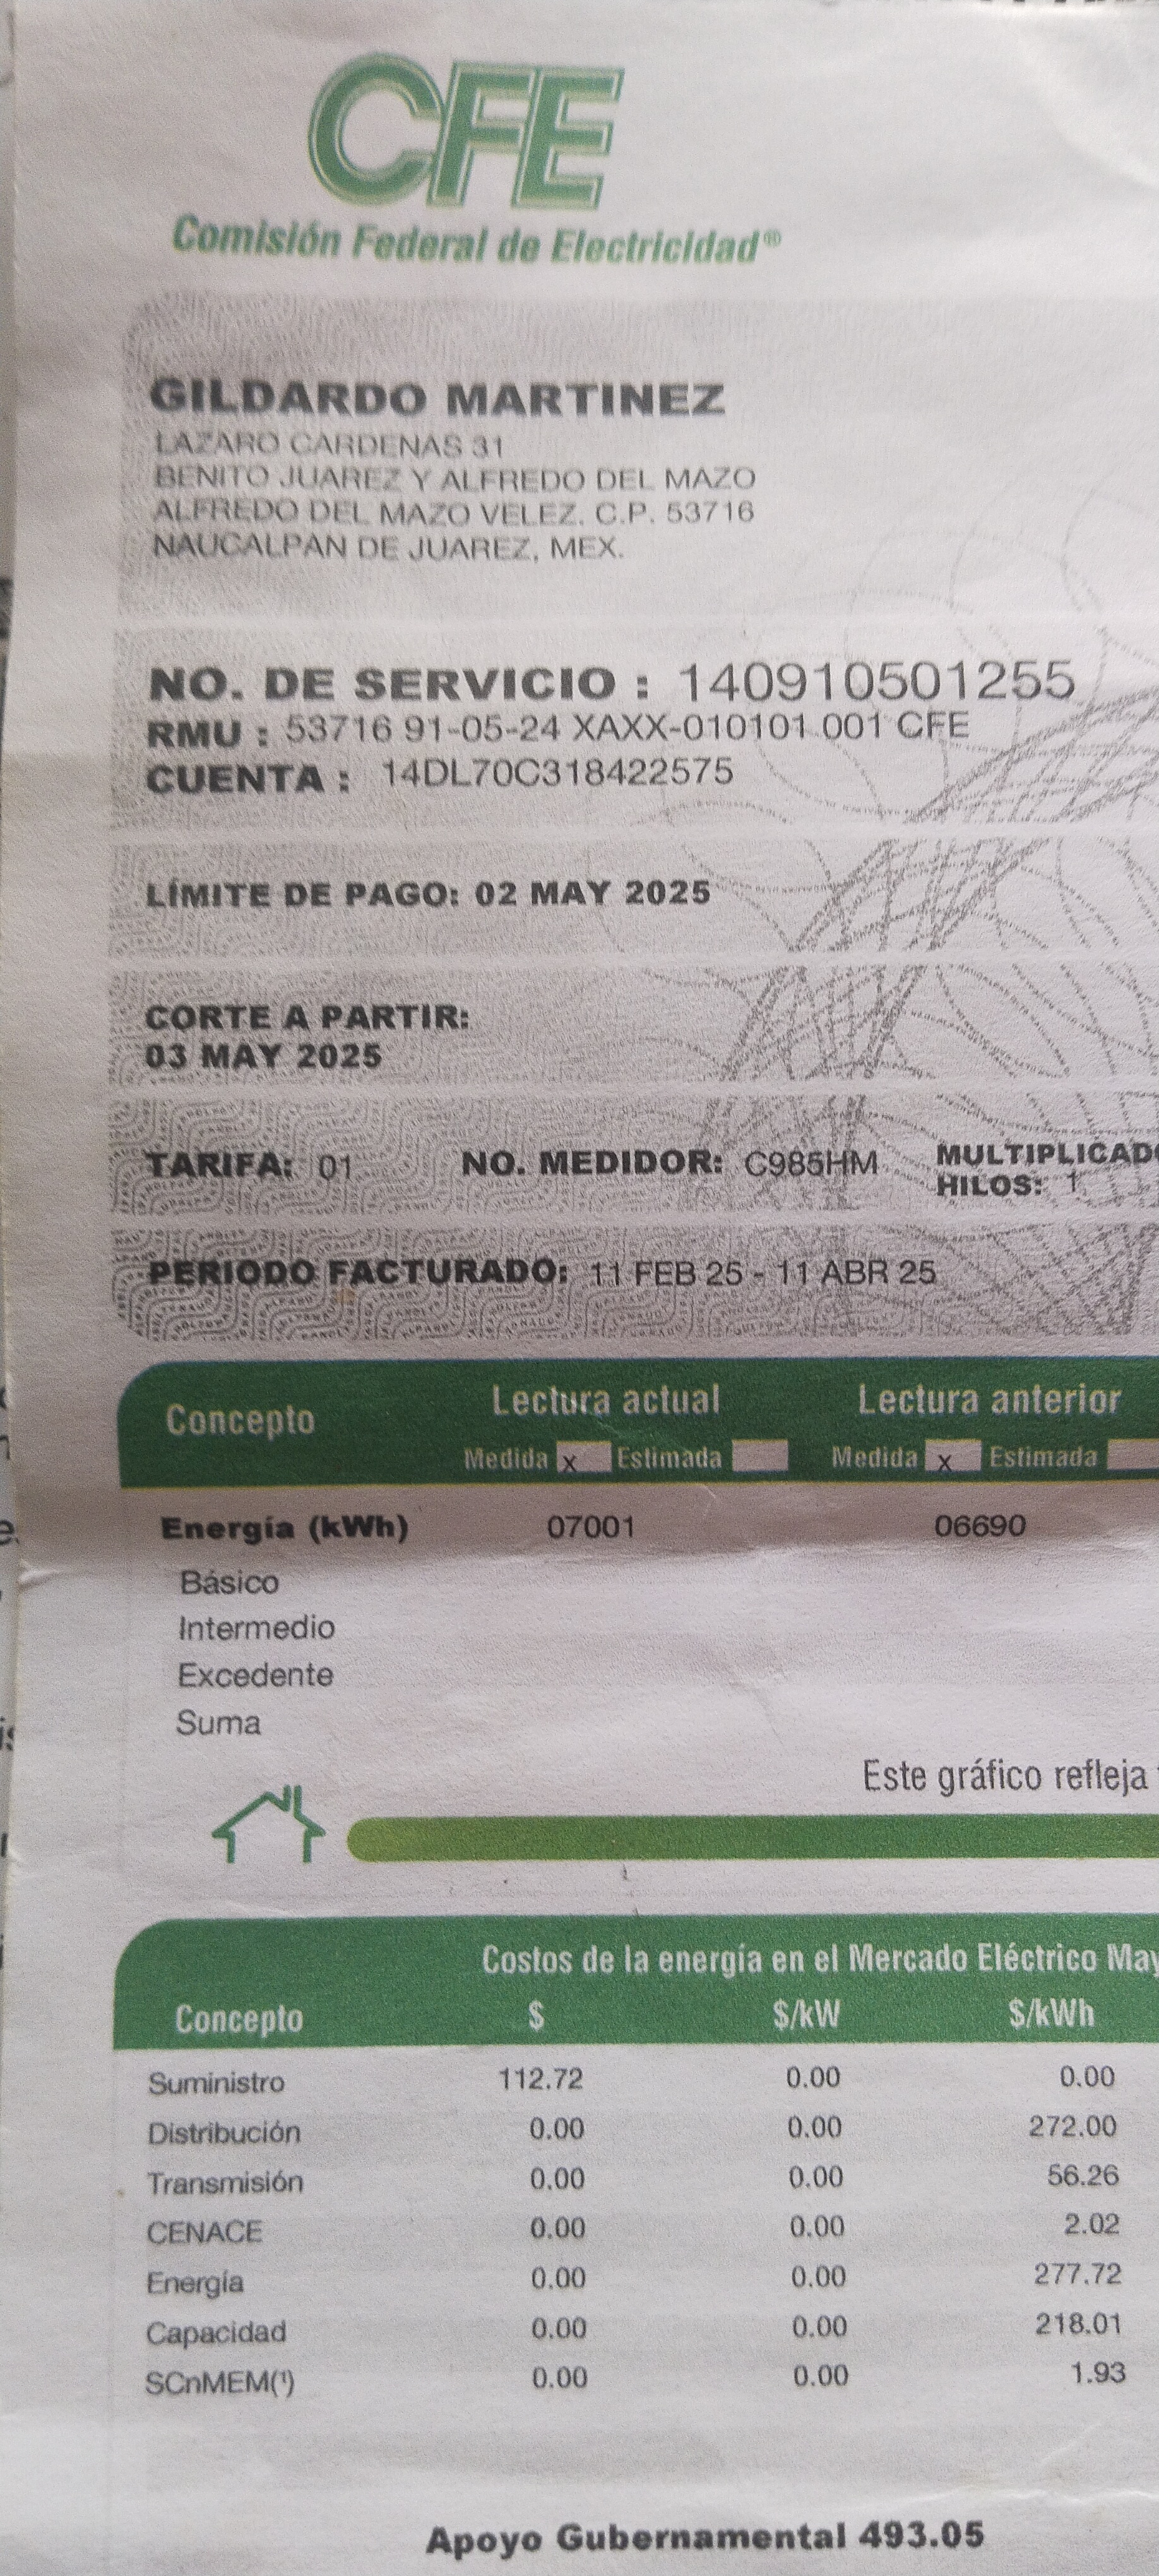 CFE
Comisión Federal de Electricidad®
GILDARDO MARTINEZ
LAZARO CARDENAS 31
BENITO JUAREZ Y ALFREDO DEL MAZO
ALFREDO DEL MAZO VELEZ. C.P. 53716
NAUCALPAN DE JUAREZ, MEX.
NO. DE SERVICIO : 140910501255
RMU : 53716 91-05-24 XAXX-010101 001 CFE
CUENTA : 14DL70C318422575
LÍMITE DE PAGO: 02 MAY 2025
CORTE A PARTIR:
03 MAY 2025
TARIFA: 01 NO. MEDIDOR: C985HM MULTIPLICADO
HILOS: 1
PERIODO FACTURADO: 11 FEB 25 - 11 ABR 25
Concepto Lectura actual Lectura anterior
Medida x Estimada Medida x Estimada
Energía (kWh) 07001 06690
Básico
Intermedio
Excedente
Suma
Este gráfico refleja
Costos de la energía en el Mercado Eléctrico May
Concepto $ $/kW $/kWh
Suministro 112.72 0.00 0.00
Distribución 0.00 0.00 272.00
Transmisión 0.00 0.00 56.26
CENACE 0.00 0.00 2.02
Energía 0.00 0.00 277.72
Capacidad 0.00 0.00 218.01
SCnMEM(¹) 0.00 0.00 1.93
Apoyo Gubernamental 493.05